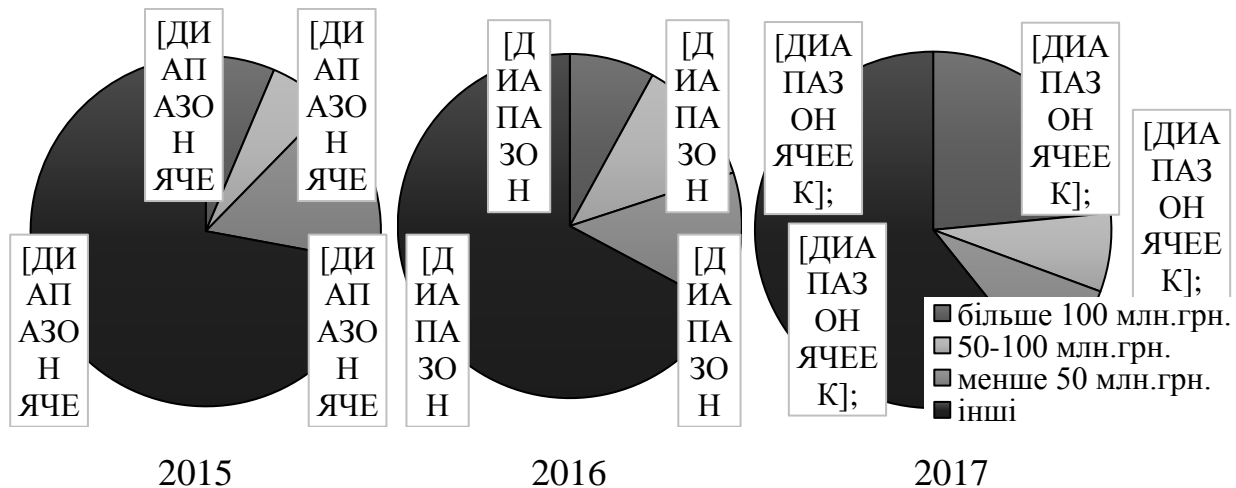 [ДИ
АП
АЗО
Н
ЯЧЕ
[ДИ
АП
АЗО
Н
ЯЧЕ
[ДИ
АП
АЗО
Н
ЯЧЕ
[ДИ
АП
АЗО
Н
ЯЧЕ
2015
[Д
ИА
ПА
ЗО
Н
[Д
ИА
ПА
ЗО
Н
[Д
ИА
ПА
ЗО
Н
[Д
ИА
ПА
ЗО
Н
2016
[ДИА
ПАЗ
ОН
ЯЧЕЕ
К];
[ДИА
ПАЗ
ОН
ЯЧЕЕ
К];
[ДИА
ПАЗ
ОН
ЯЧЕЕ
К];
[ДИА
ПАЗ
ОН
ЯЧЕЕ
К];
більше 100 млн.грн.
50-100 млн.грн.
менше 50 млн.грн.
інші
2017